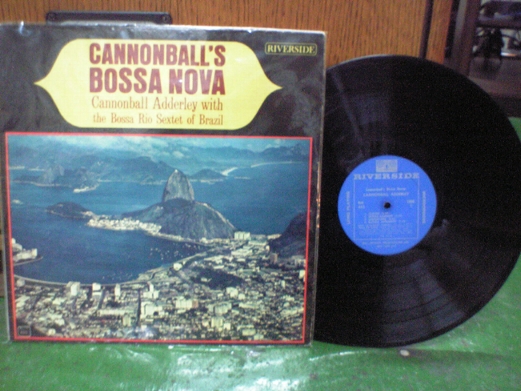 CANNONBALL'S
BOSSA NOVA
Cannonball Adderley with
the Bossa Rio Sextet of Brazil
RIVERSIDE
RIVERSIDE